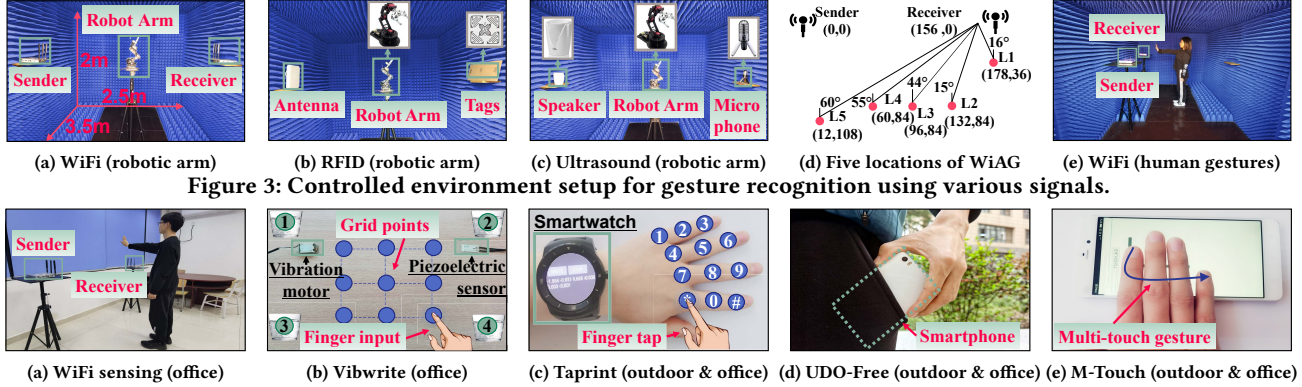 Robot Arm
Sender
2m
Receiver
2.5m
3.5m
Antenna
Robot Arm
Tags
Speaker
Robot Arm
Micro
phone
Sender
(0,0)
Receiver
(156 ,0)
16°
L1
(178,36)
60°
L5
(12,108)
55°
L4
(60,84)
44°
L3
(96,84)
15°
L2
(132,84)
Receiver
Sender
(a) WiFi (robotic arm)
(b) RFID (robotic arm)
(c) Ultrasound (robotic arm)
(d) Five locations of WiAG
(e) WiFi (human gestures)
Figure 3: Controlled environment setup for gesture recognition using various signals.
Sender
Receiver
1
2
Grid points
Vibration
motor
Piezoelectric
sensor
3
4
Finger input
Smartwatch
1 2 3
4 5 6
7 8 9
* 0 #
Finger tap
Smartphone
Multi-touch gesture
(a) WiFi sensing (office)
(b) Vibwrite (office)
(c) Taprint (outdoor & office)
(d) UDO-Free (outdoor & office)
(e) M-Touch (outdoor & office)